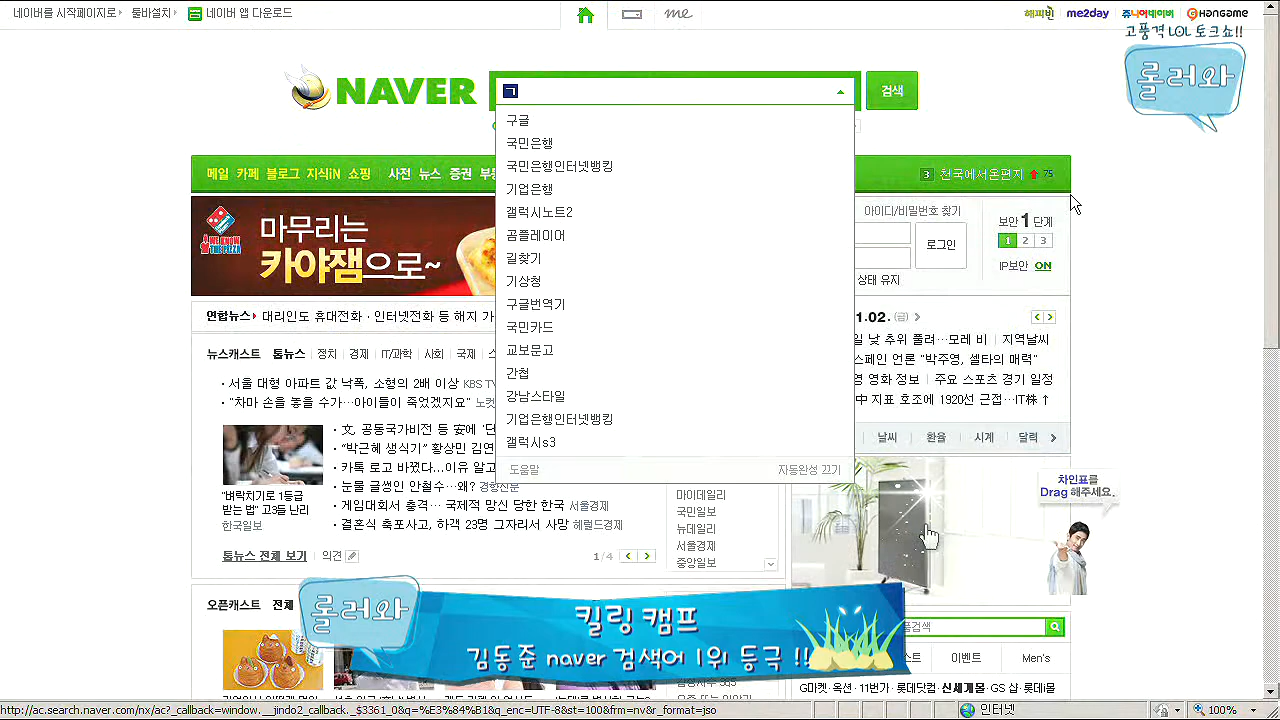 네이버를 시작페이지로 툴바설치 네이버 앱 다운로드
me
해피빈 me2day 쥬니어네이버 HANGAME
고품격 LOL 토크쇼!!
롤러와
NAVER
ㄱ
검색
구글
국민은행
국민은행인터넷뱅킹
기업은행
갤럭시노트2
곰플레이어
길찾기
기상청
구글번역기
국민카드
교보문고
간첩
강남스타일
기업은행인터넷뱅킹
갤럭시s3
도움말 자동완성 끄기
메일 카페 블로그 지식iN 쇼핑 사전 뉴스 증권
3 천국에서온편지 75
WE KNOW THE PIZZA
마무리는
카야잼으로~
아이디/비밀번호 찾기
로그인
상태 유지
보안 1 단계
1 2 3
IP보안 ON
연합뉴스 대리인도 휴대전화·인터넷전화 등 해지 가
1.02. (금)
뉴스캐스트 톱뉴스 정치 경제 IT/과학 사회 국제
일 낮 추위 풀려…모레 비 지역날씨
스페인 언론 "박주영, 셀타의 매력"
영 영화 정보 주요 스포츠 경기 일정
中 지표 호조에 1920선 근접…IT株 ↑
날씨 환율 시계 달력
· 서울 대형 아파트 값 낙폭, 소형의 2배 이상 KBS TV
· "차마 손을 놓을 수가…아이들이 죽었겠지요" 노컷
· 文, 공동국가비전 등 安에 '단
· "박근혜 생식기" 황상민 김연
· 카톡 로고 바꿨다…이유 알고
· 눈물 글썽인 안철수…왜? 경향신문
· 게임대회서 충격… 국제적 망신 당한 한국 서울경제
· 결혼식 축포사고, 하객 23명 그자리서 사망 헤럴드경제
"벼락치기로 1등급
받는 법" 고3들 난리
한국일보
톱뉴스 전체 보기 의견
1/4
마이데일리
국민일보
뉴데일리
서울경제
중앙일보
차인표를
Drag 해주세요.
오픈캐스트 전체
롤러와
킬링 캠프
김동준 naver 검색어 1위 등극 !!
품검색
이벤트 Men's
G마켓·옥션·11번가·롯데닷컴·신세계몰·GS 샵·롯데i몰
http://ac.search.naver.com/nx/ac?_callback=window.__jindo2_callback._$3361_0&q=%E3%84%B1&q_enc=UTF-8&st=100&frm=nv&r_format=jso
인터넷
100%